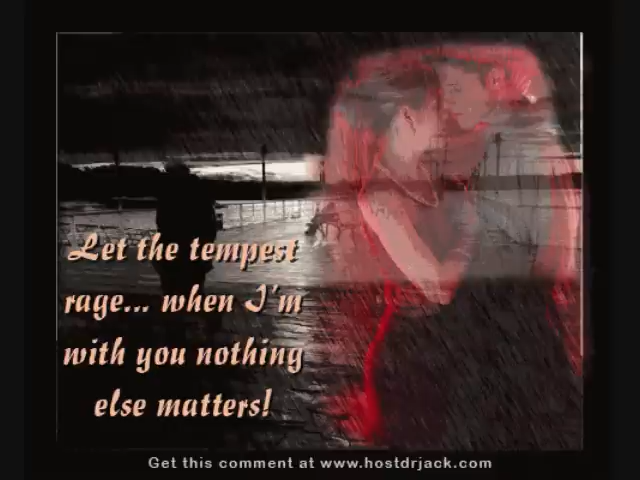 Let the tempest
rage... when I'm
with you nothing
else matters!
Get this comment at www.hostdrjack.com